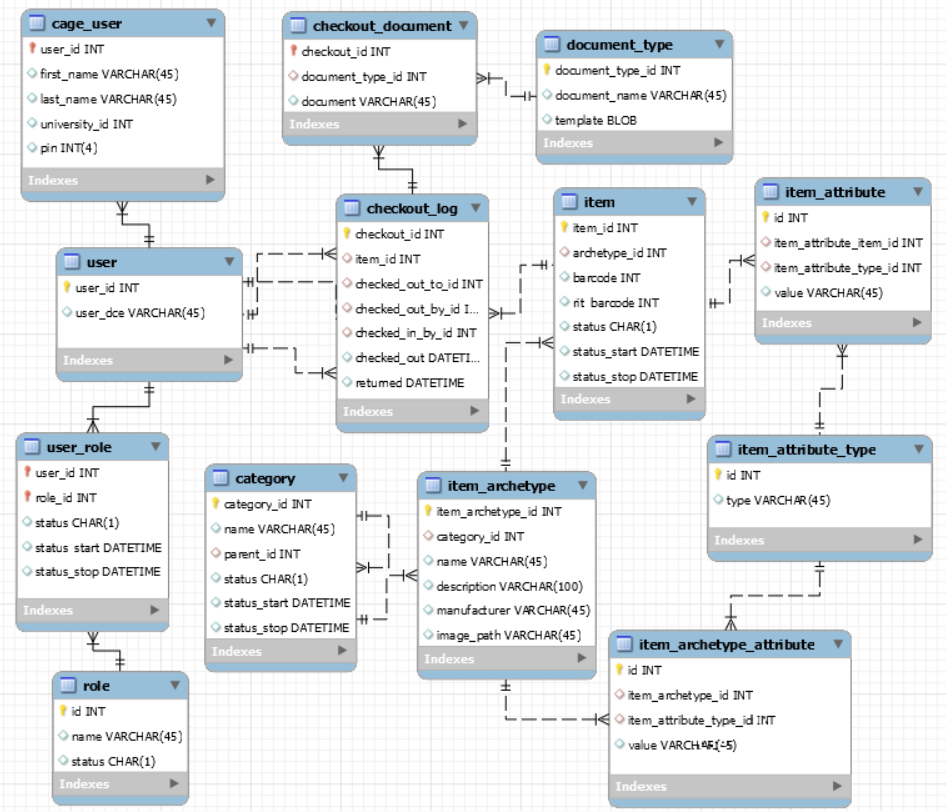 cage_user
user_id INT
first_name VARCHAR(45)
last_name VARCHAR(45)
university_id INT
pin INT(4)
Indexes
checkout_document
checkout_id INT
document_type_id INT
document VARCHAR(45)
Indexes
document_type
document_type_id INT
document_name VARCHAR(45)
template BLOB
Indexes
user
user_id INT
user_dce VARCHAR(45)
Indexes
checkout_log
checkout_id INT
item_id INT
checked_out_to_id INT
checked_out_by_id I...
checked_in_by_id INT
checked_out DATETI...
returned DATETIME
Indexes
item
item_id INT
archetype_id INT
barcode INT
rit_barcode INT
status CHAR(1)
status_start DATETIME
status_stop DATETIME
Indexes
item_attribute
id INT
item_attribute_item_id INT
item_attribute_type_id INT
value VARCHAR(45)
Indexes
user_role
user_id INT
role_id INT
status CHAR(1)
status_start DATETIME
status_stop DATETIME
Indexes
category
category_id INT
name VARCHAR(45)
parent_id INT
status CHAR(1)
status_start DATETIME
status_stop DATETIME
Indexes
item_archetype
item_archetype_id INT
category_id INT
name VARCHAR(45)
description VARCHAR(100)
manufacturer VARCHAR(45)
image_path VARCHAR(45)
Indexes
item_attribute_type
id INT
type VARCHAR(45)
Indexes
role
id INT
name VARCHAR(45)
status CHAR(1)
Indexes
item_archetype_attribute
id INT
item_archetype_id INT
item_attribute_type_id INT
value VARCHAR(45)
Indexes